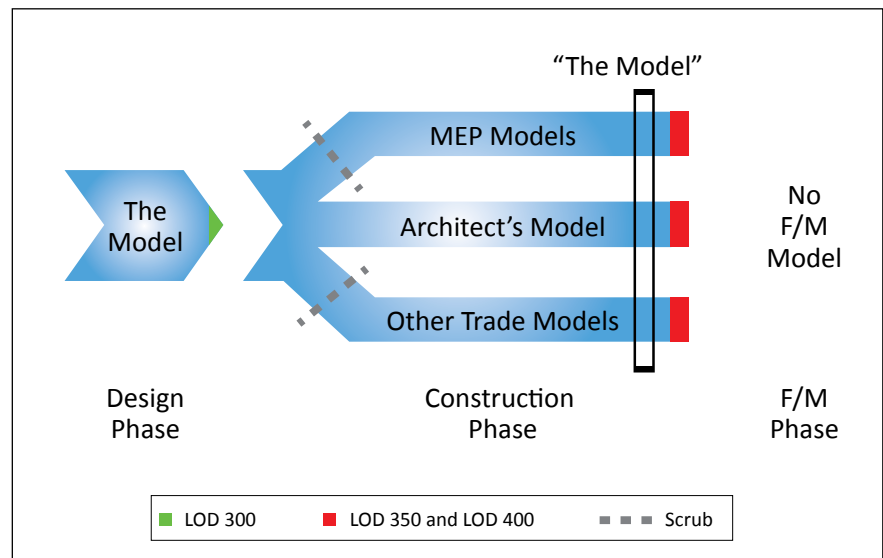 “The Model”
MEP Models
The
Model
Architect’s Model
No
F/M
Model
Other Trade Models
Design
Phase
Construction
Phase
F/M
Phase
LOD 300
LOD 350 and LOD 400
Scrub